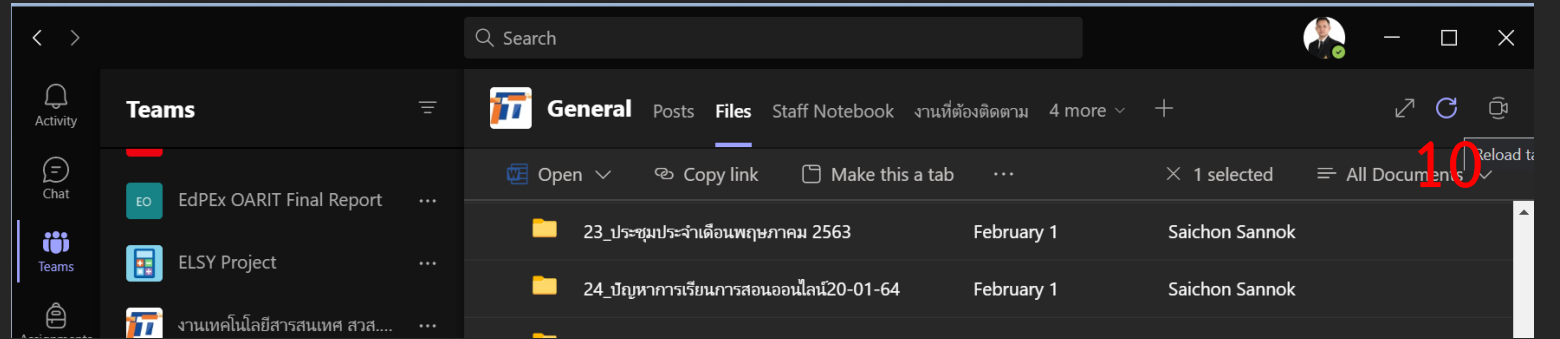 Search
Activity
Chat
Teams
Assignments
Teams
EO EdPEx OARIT Final Report ...
ELSY Project ...
งานเทคโนโลยีสารสนเทศ สวส.... ...
General Posts Files Staff Notebook งานที่ต้องติดตาม 4 more
10
Reload ta
Open Copy link Make this a tab ... 1 selected All Documents
23_ประชุมประจำเดือนพฤษภาคม 2563 February 1 Saichon Sannok
24_ปัญหาการเรียนการสอนออนไลน์20-01-64 February 1 Saichon Sannok